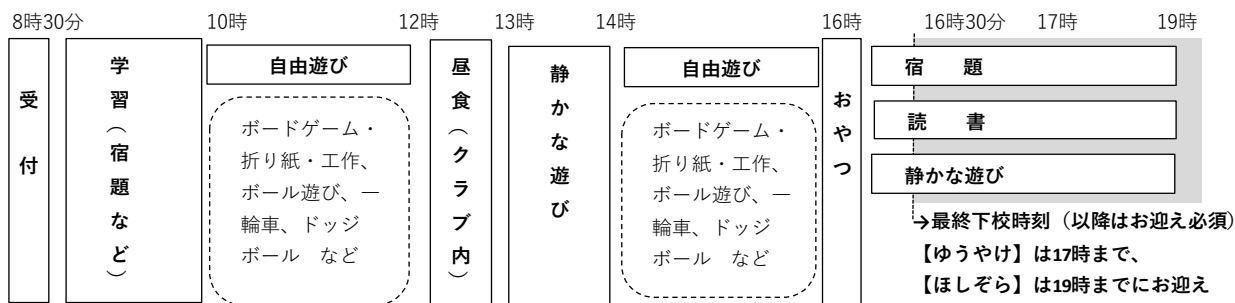 8時30分
10時
12時
13時
14時
16時
16時30分
17時
19時
受付
学習（宿題など）
自由遊び
ボードゲーム・
折り紙・工作、
ボール遊び、一
輪車、ドッジ
ボール　など
昼食（クラブ内）
静かな遊び
自由遊び
ボードゲーム・
折り紙・工作、
ボール遊び、一
輪車、ドッジ
ボール　など
おやつ
宿　題
読　書
静かな遊び
→最終下校時刻（以降はお迎え必須）
【ゆうやけ】は17時まで、
【ほしぞら】は19時までにお迎え